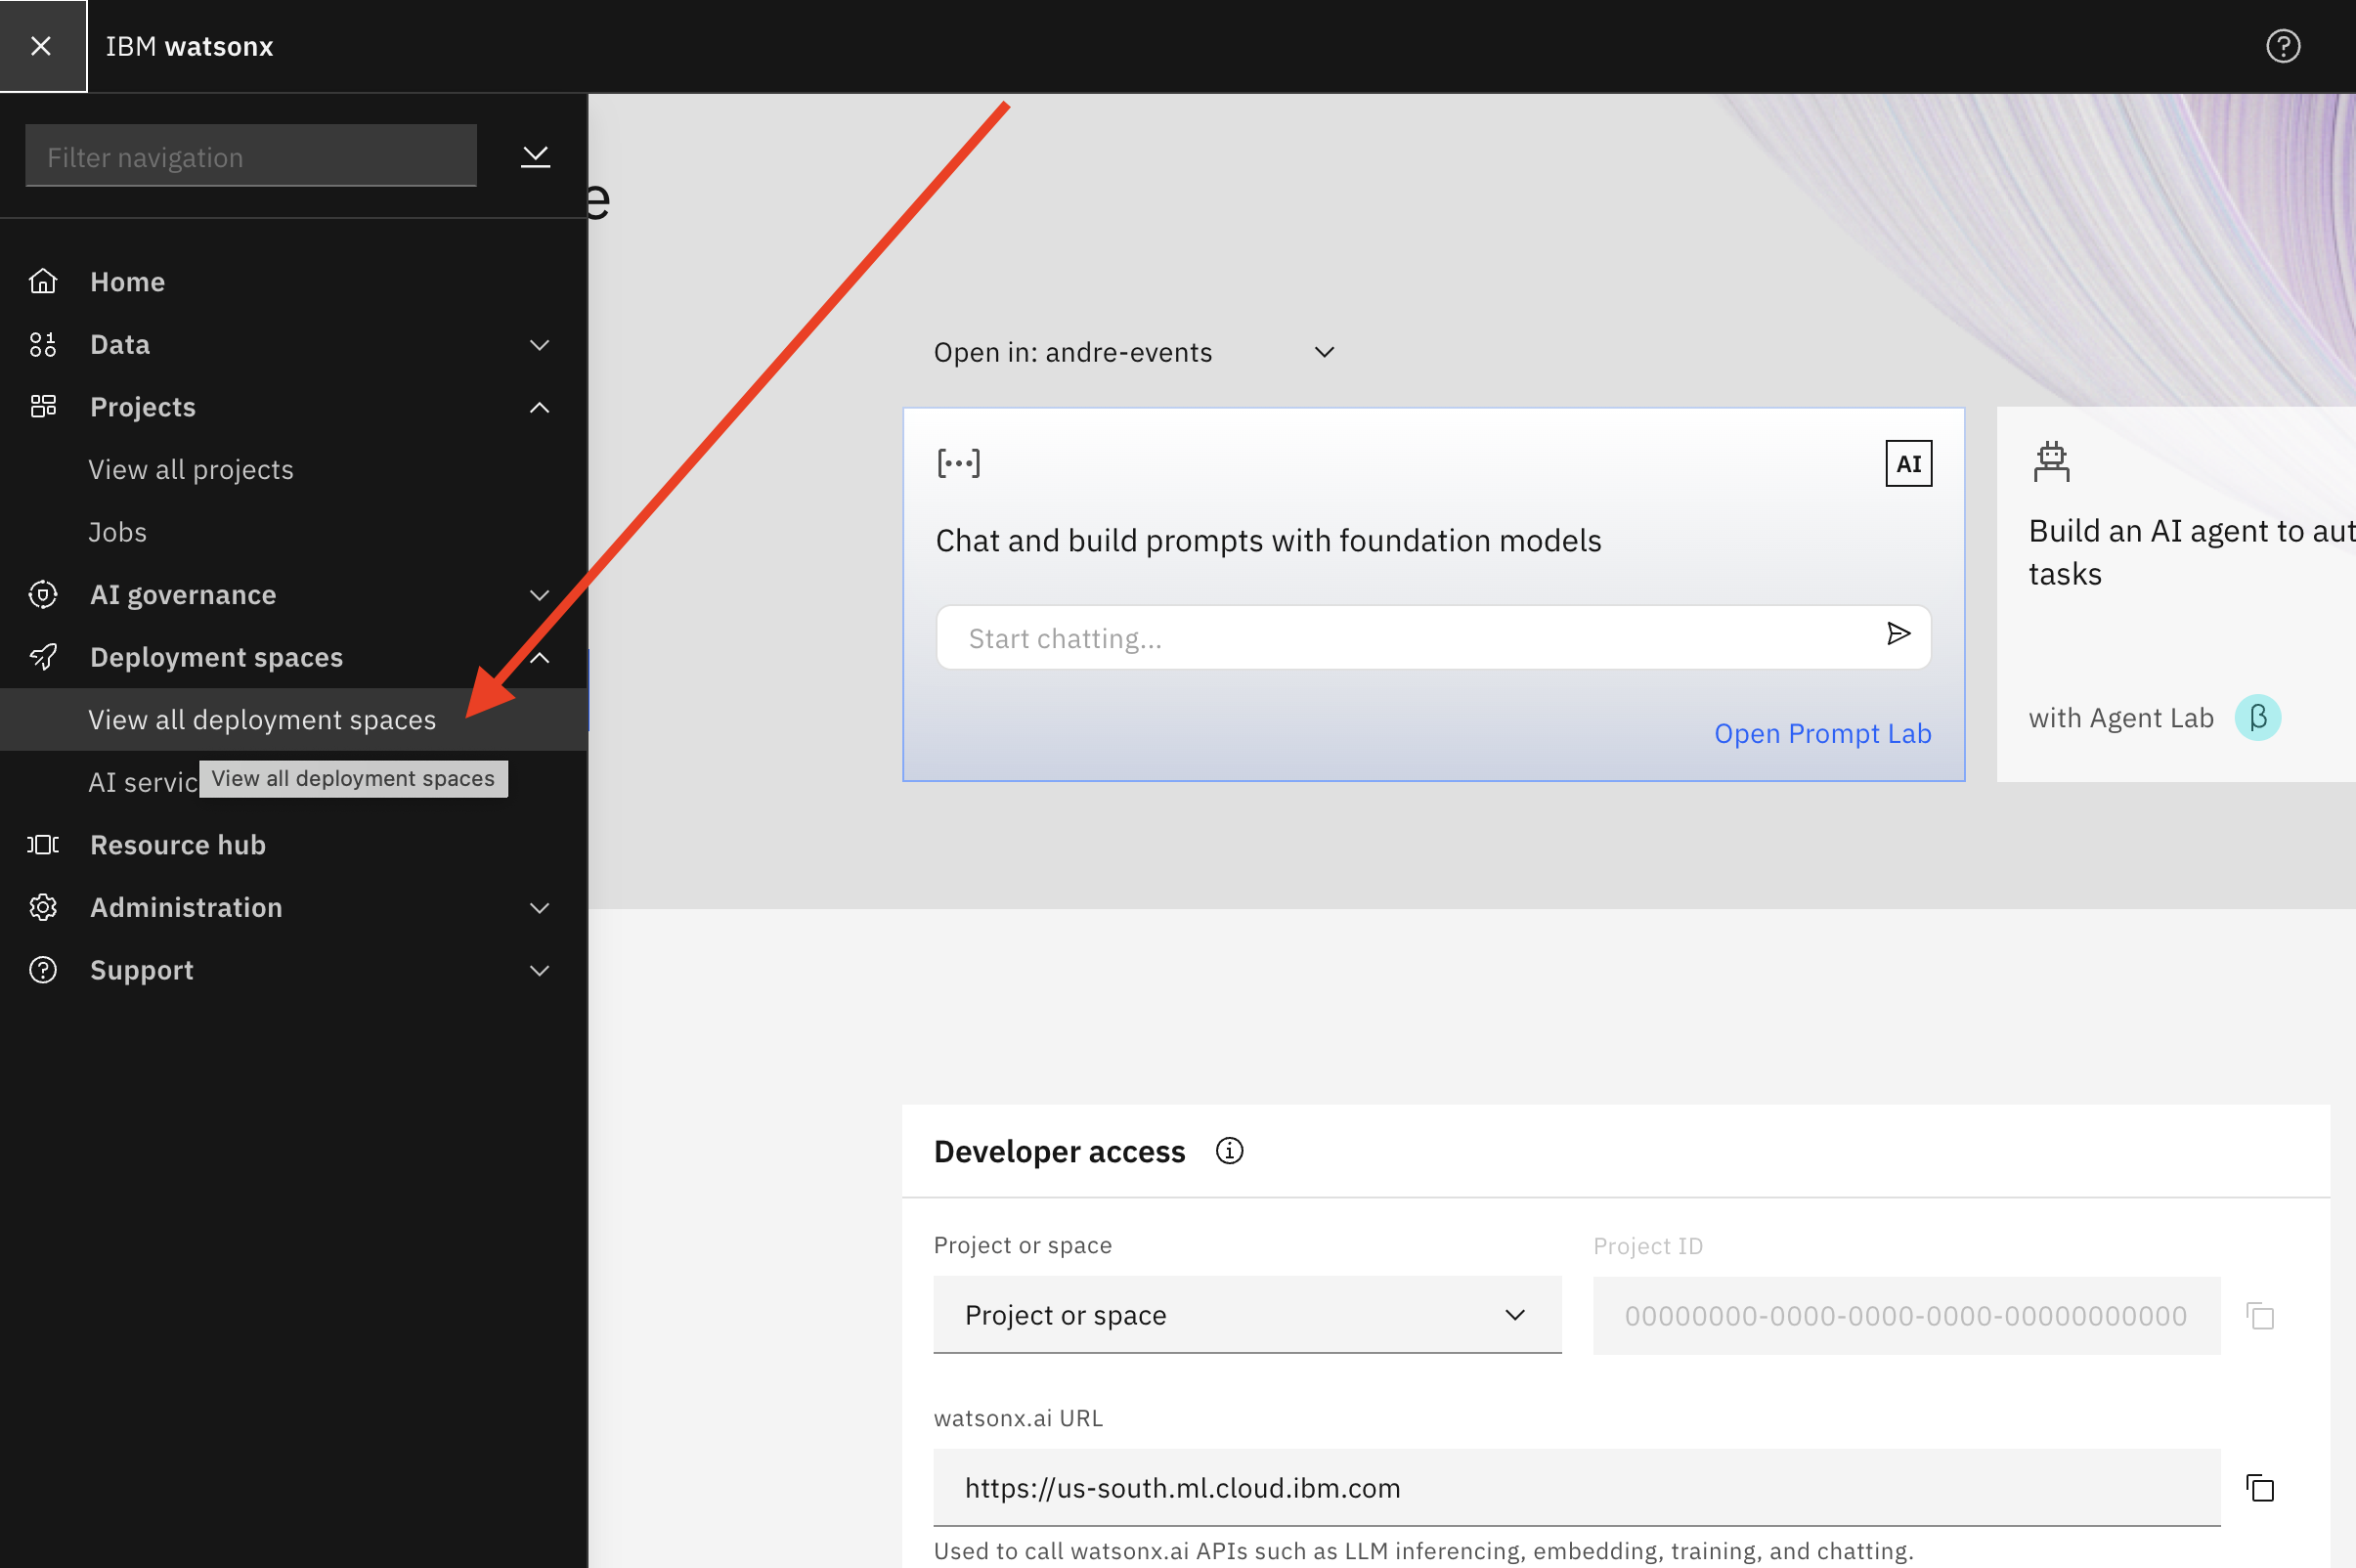 IBM watsonx
Filter navigation
Home
Data
Projects
View all projects
Jobs
AI governance
Deployment spaces
View all deployment spaces
AI servic
View all deployment spaces
Resource hub
Administration
Support
e
Open in: andre-events
AI
Chat and build prompts with foundation models
Start chatting...
Open Prompt Lab
Build an AI agent to aut
tasks
with Agent Lab β
Developer access
Project or space
Project ID
Project or space
00000000-0000-0000-0000-00000000000
watsonx.ai URL
https://us-south.ml.cloud.ibm.com
Used to call watsonx.ai APIs such as LLM inferencing, embedding, training, and chatting.